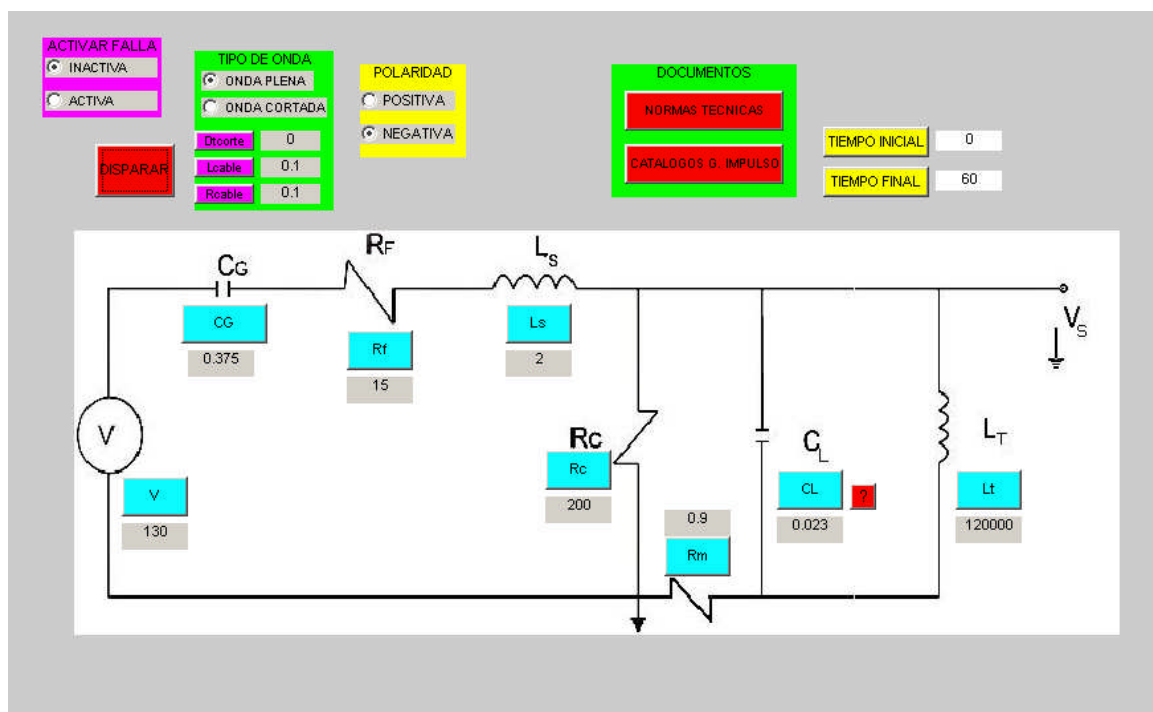 ACTIVAR FALLA
INACTIVA
ACTIVA
DISPARAR
TIPO DE ONDA
ONDA PLENA
ONDA CORTADA
Dtcorte 0
Lcable 0.1
Rcable 0.1
POLARIDAD
POSITIVA
NEGATIVA
DOCUMENTOS
NORMAS TECNICAS
CATALOGOS G. IMPULSO
TIEMPO INICIAL 0
TIEMPO FINAL 60
CG
CG
0.375
RF
Rf
15
LS
Ls
2
VS
V
V
130
RC
Rc
200
0.9
Rm
CL
CL ?
0.023
LT
Lt
120000